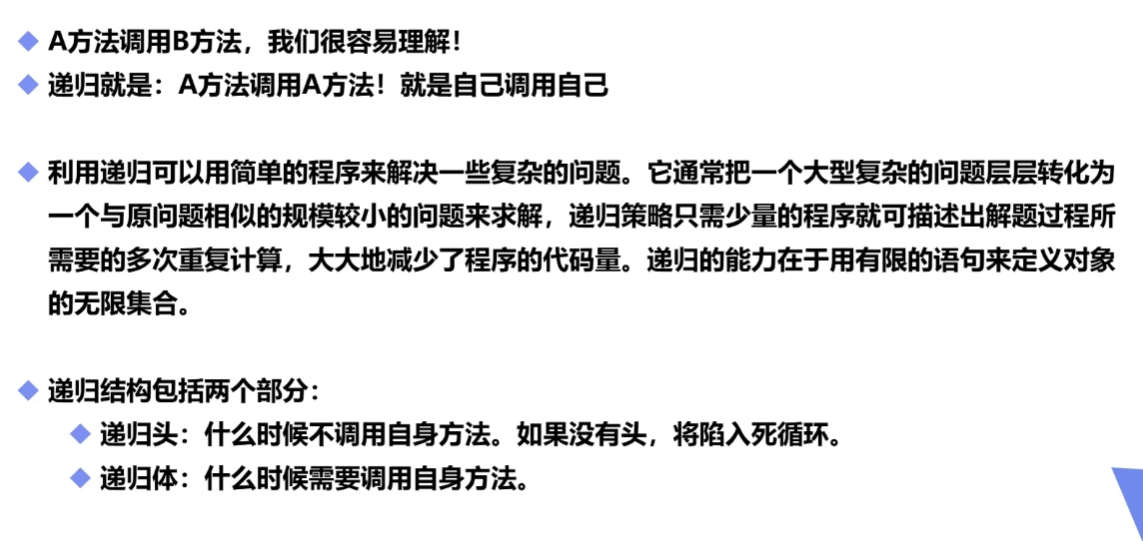 A方法调用B方法，我们很容易理解！
递归就是：A方法调用A方法！就是自己调用自己
利用递归可以用简单的程序来解决一些复杂的问题。它通常把一个大型复杂的问题层层转化为
一个与原问题相似的规模较小的问题来求解，递归策略只需少量的程序就可描述出解题过程所
需要的多次重复计算，大大地减少了程序的代码量。递归的能力在于用有限的语句来定义对象
的无限集合。
递归结构包括两个部分：
递归头：什么时候不调用自身方法。如果没有头，将陷入死循环。
递归体：什么时候需要调用自身方法。